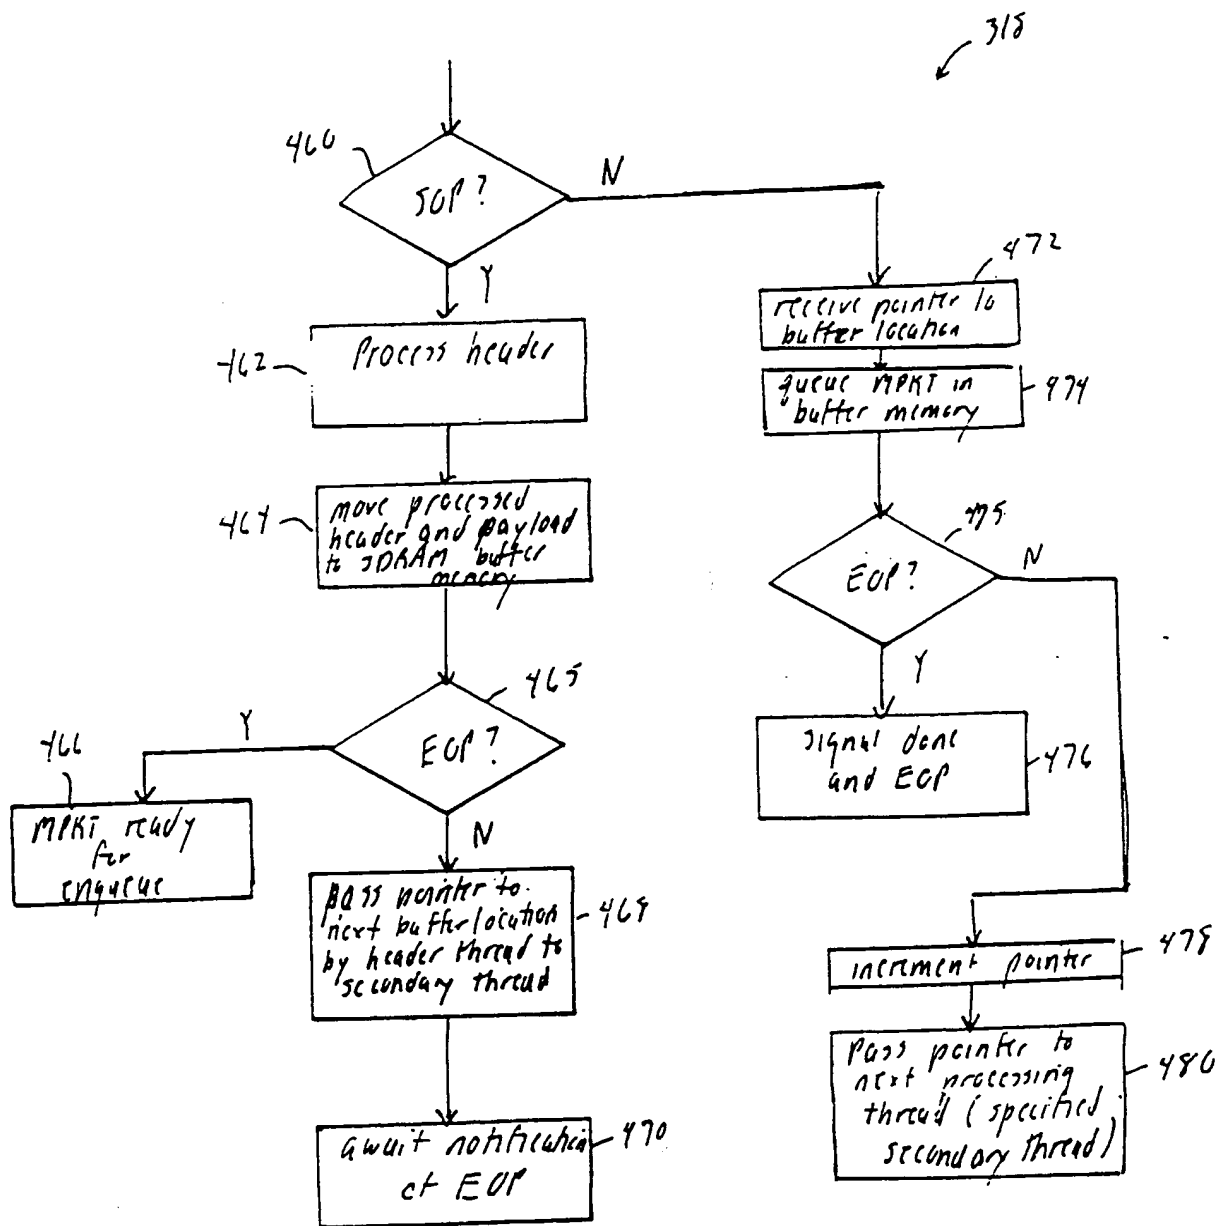 318
460
SOP?
N
Y
472
receive pointer to
buffer location
Process header
462
queue MPKT in
buffer memory
474
move processed
header and payload
to SDRAM buffer
memory
464
475
EOP?
N
Y
465
EOP?
Y
N
signal done
and EOP
476
466
MPKT ready
for
enqueue
pass pointer to
next buffer location
by header thread to
secondary thread
468
increment pointer
478
Pass pointer to
next processing
thread (specified
secondary thread)
480
await notification
of EOP
470